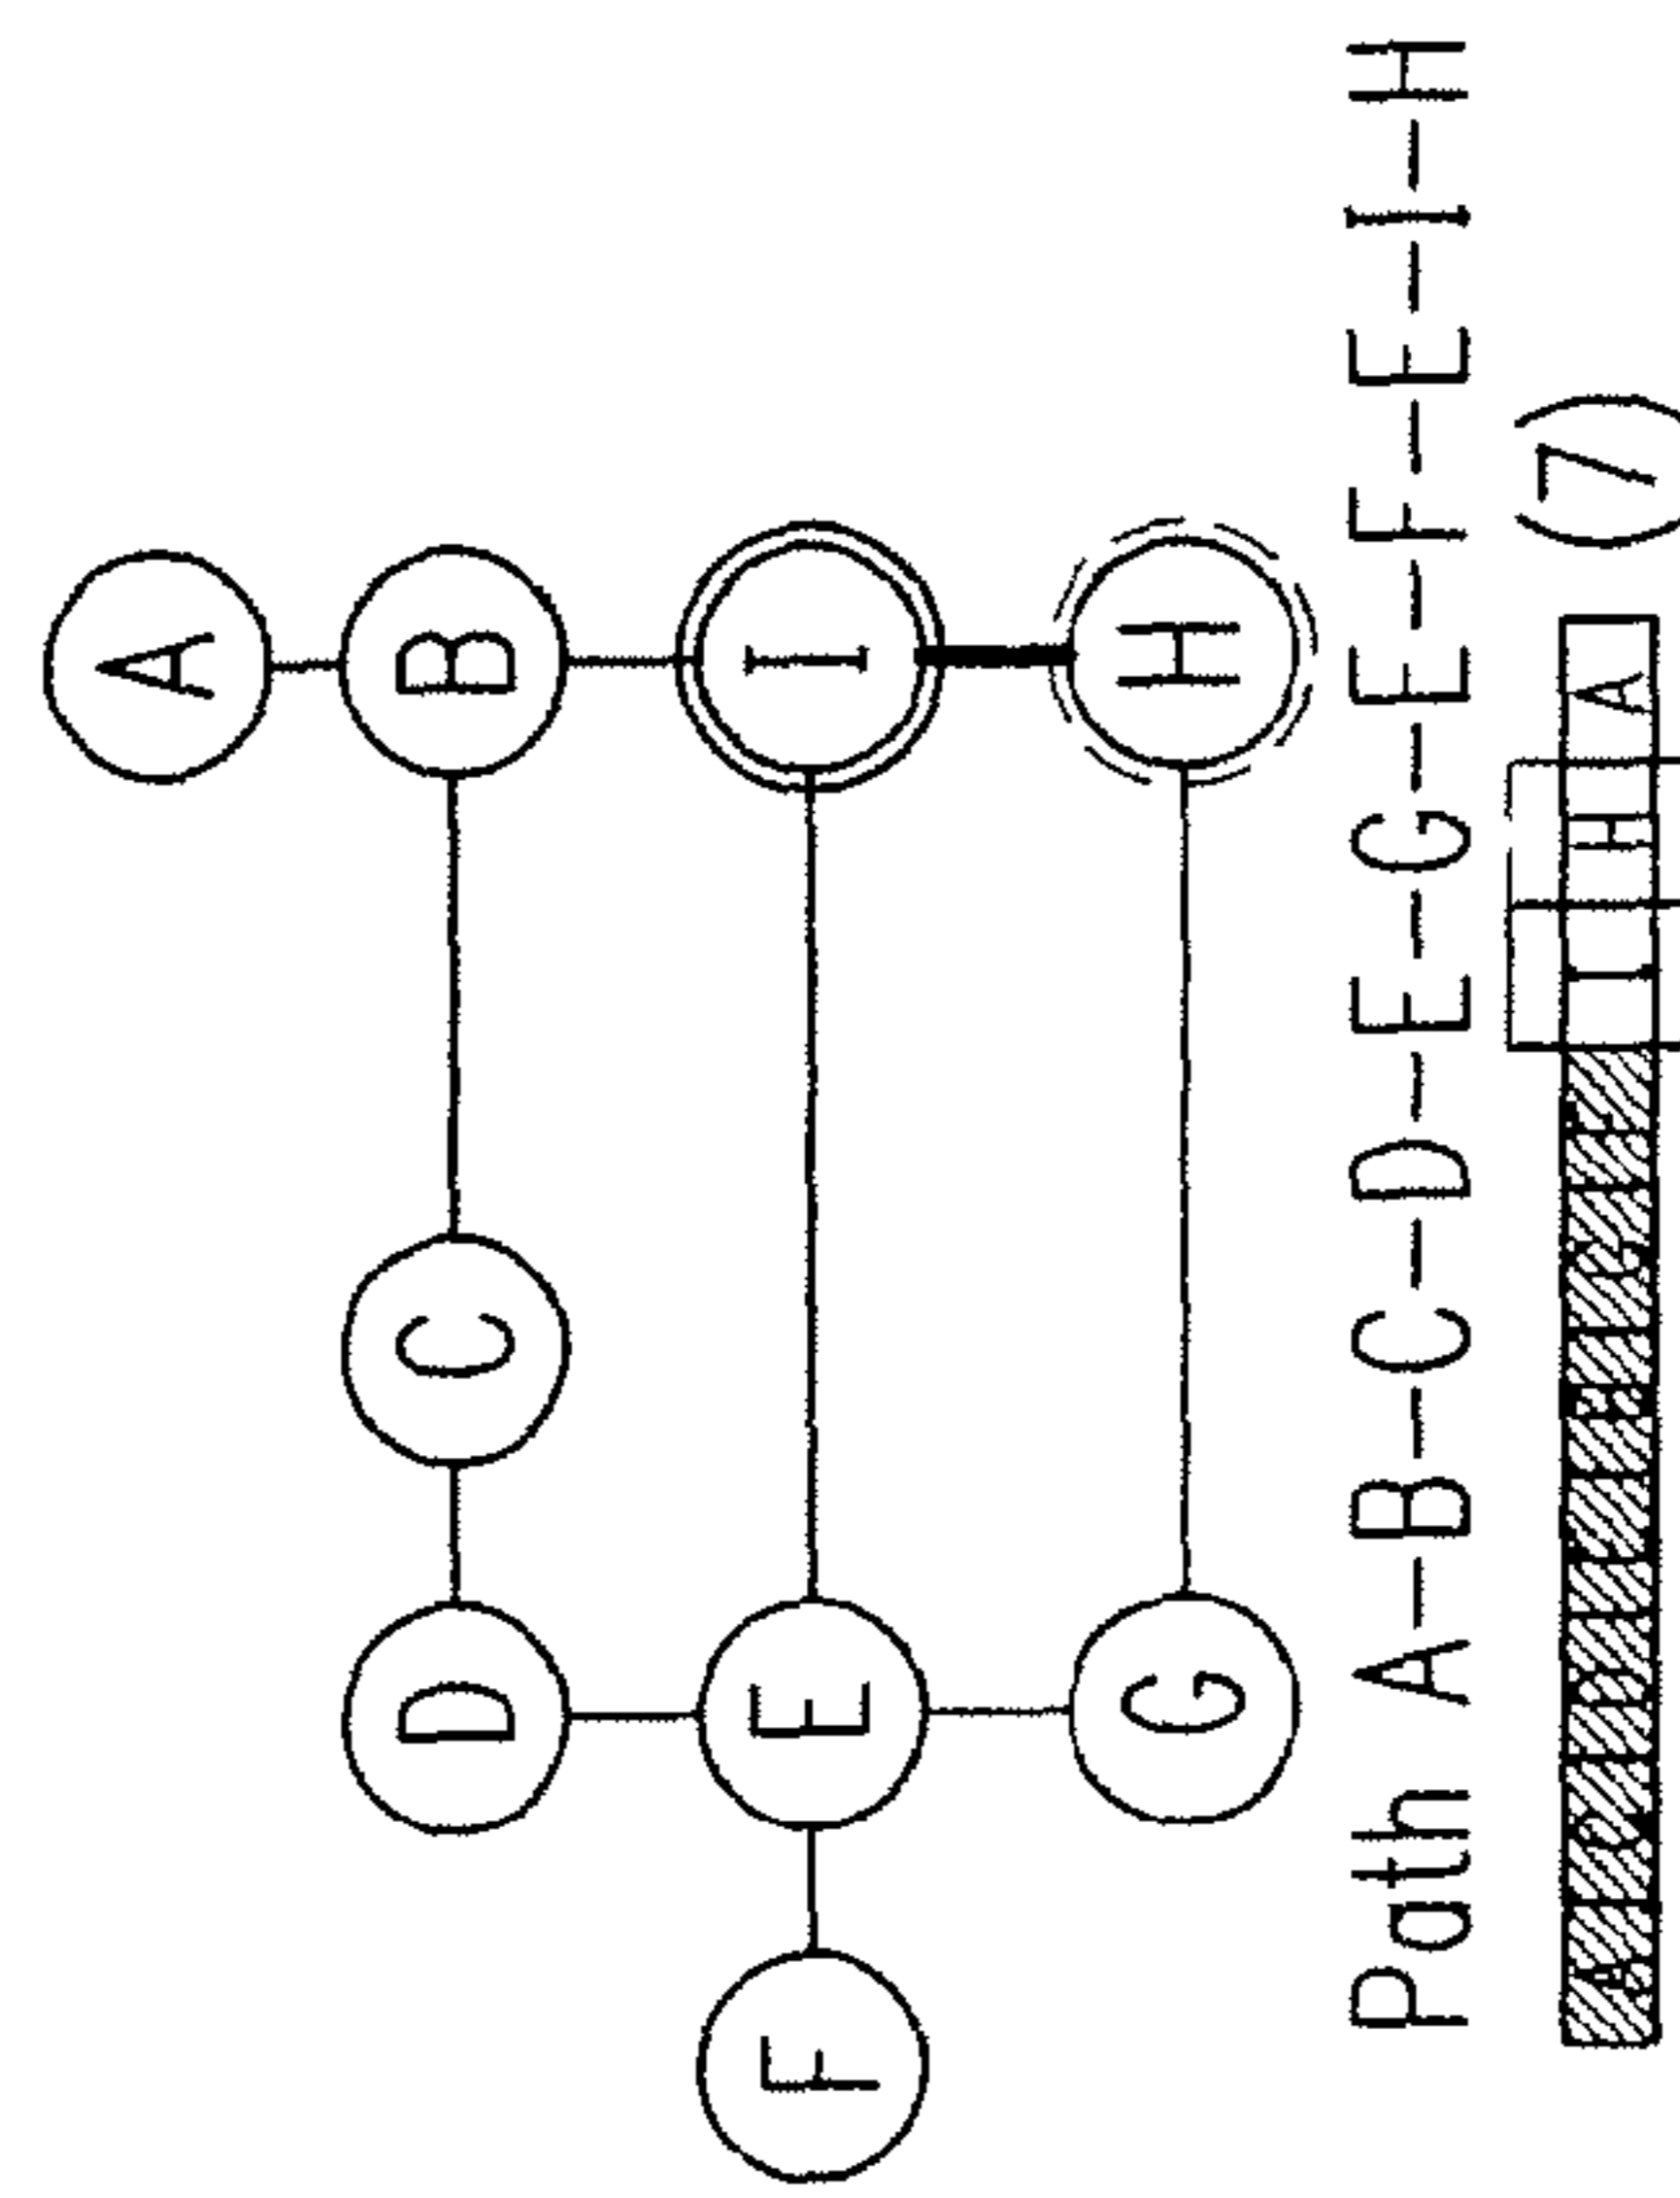 A
D C B
F E I
G H
Path A-B-C-D-E-G-E-F-E-I-H
I H A (7)